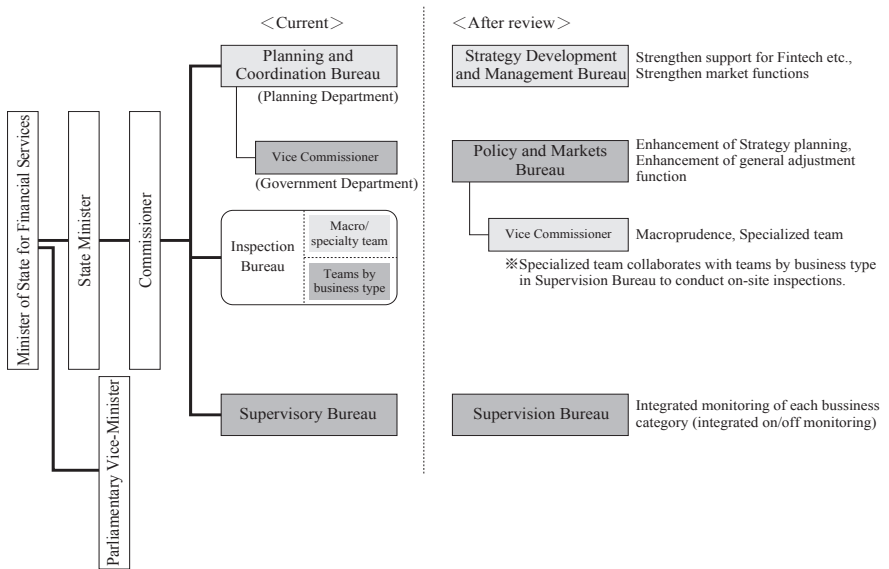 ＜Current＞
＜After review＞
Minister of State for Financial Services
State Minister
Parliamentary Vice-Minister
Commissioner
Planning and
Coordination Bureau
(Planning Department)
Vice Commissioner
(Government Department)
Inspection
Bureau
Macro/
specialty team
Teams by
business type
Supervisory Bureau
Strategy Development
and Management Bureau
Strengthen support for Fintech etc.,
Strengthen market functions
Policy and Markets
Bureau
Enhancement of Strategy planning,
Enhancement of general adjustment
function
Vice Commissioner
Macroprudence, Specialized team
※Specialized team collaborates with teams by business type
in Supervision Bureau to conduct on-site inspections.
Supervision Bureau
Integrated monitoring of each bussiness
category (integrated on/off monitoring)